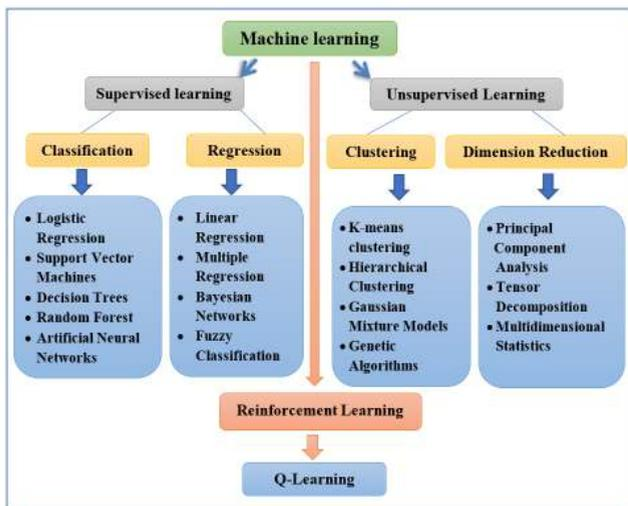 Machine learning
Supervised learning
Unsupervised Learning
Classification
Regression
Clustering
Dimension Reduction
• Logistic
Regression
• Support Vector
Machines
• Decision Trees
• Random Forest
• Artificial Neural
Networks
• Linear
Regression
• Multiple
Regression
• Bayesian
Networks
• Fuzzy
Classification
• K-means
clustering
• Hierarchical
Clustering
• Gaussian
Mixture Models
• Genetic
Algorithms
• Principal
Component
Analysis
• Tensor
Decomposition
• Multidimensional
Statistics
Reinforcement Learning
Q-Learning